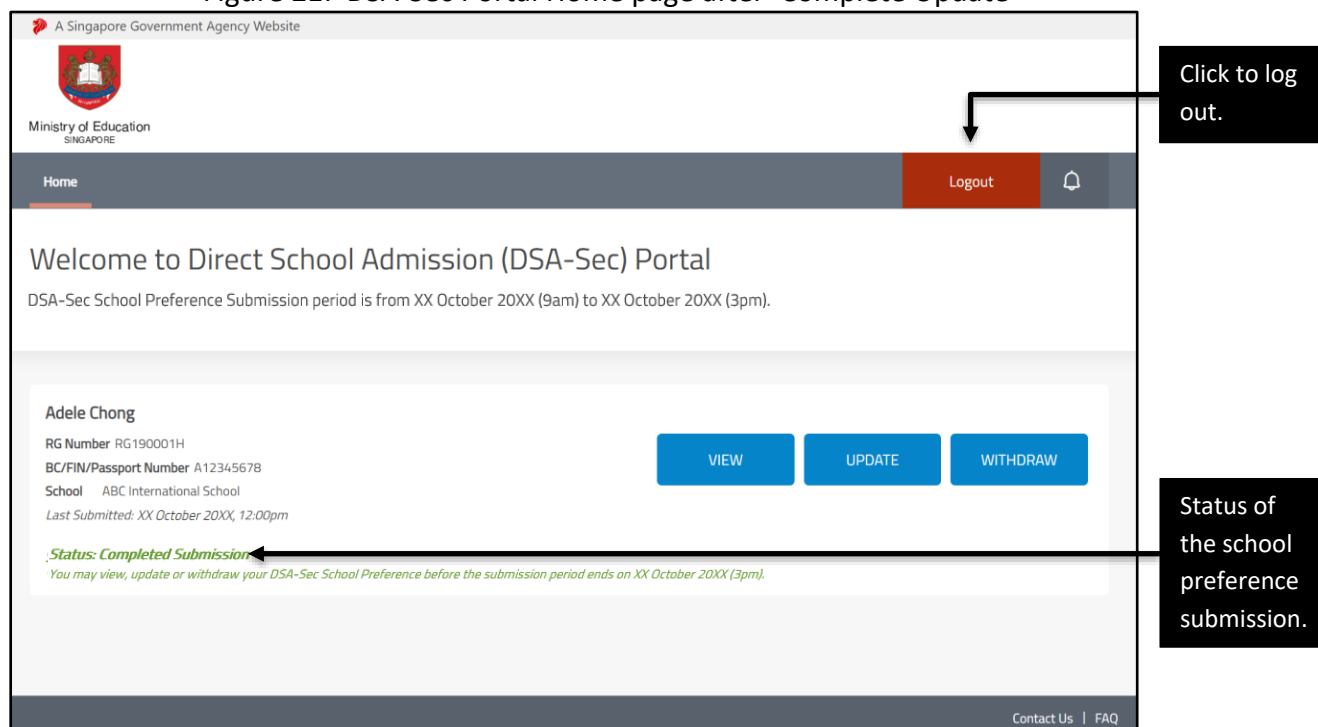 A Singapore Government Agency Website
Ministry of Education
SINGAPORE
Click to log
out.
Home
Logout
Welcome to Direct School Admission (DSA-Sec) Portal
DSA-Sec School Preference Submission period is from XX October 20XX (9am) to XX October 20XX (3pm).
Adele Chong
RG Number RG190001H
BC/FIN/Passport Number A12345678
School ABC International School
Last Submitted: XX October 20XX, 12:00pm
VIEW
UPDATE
WITHDRAW
Status: Completed Submission
You may view, update or withdraw your DSA-Sec School Preference before the submission period ends on XX October 20XX (3pm).
Status of
the school
preference
submission.
Contact Us | FAQ